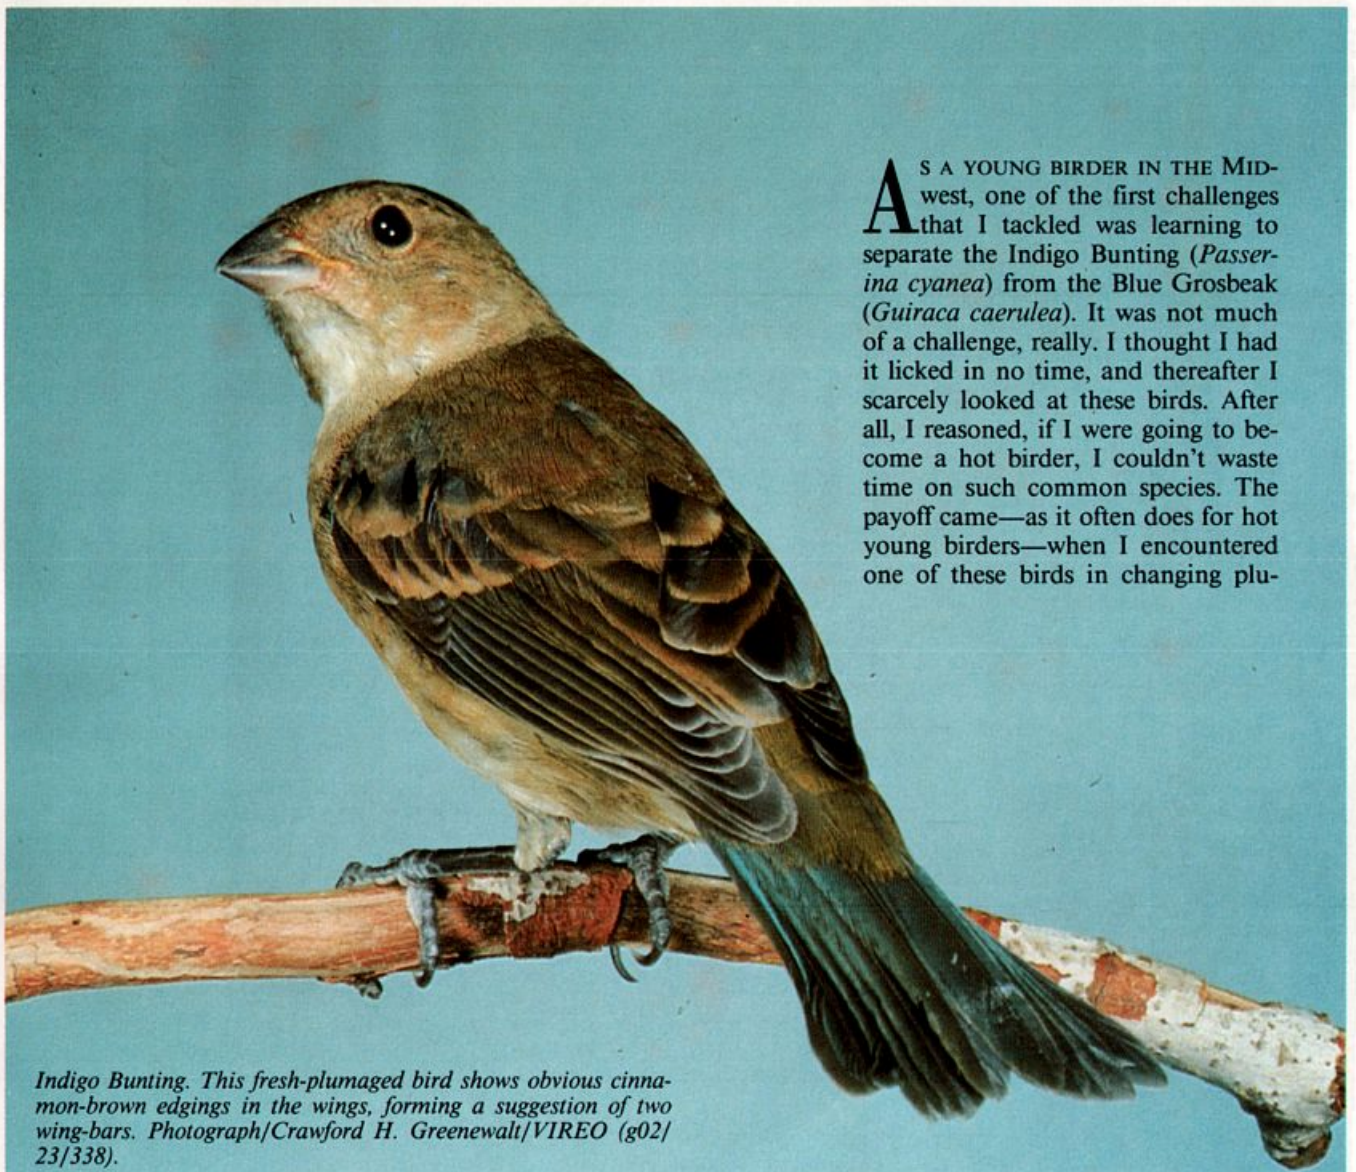 AS A YOUNG BIRDER IN THE MID-
west, one of the first challenges
that I tackled was learning to
separate the Indigo Bunting (Passer-
ina cyanea) from the Blue Grosbeak
(Guiraca caerulea). It was not much
of a challenge, really. I thought I had
it licked in no time, and thereafter I
scarcely looked at these birds. After
all, I reasoned, if I were going to be-
come a hot birder, I couldn't waste
time on such common species. The
payoff came—as it often does for hot
young birders—when I encountered
one of these birds in changing plu-
Indigo Bunting. This fresh-plumaged bird shows obvious cinna-
mon-brown edgings in the wings, forming a suggestion of two
wing-bars. Photograph/Crawford H. Greenewalt/VIREO (g02/
23/338).